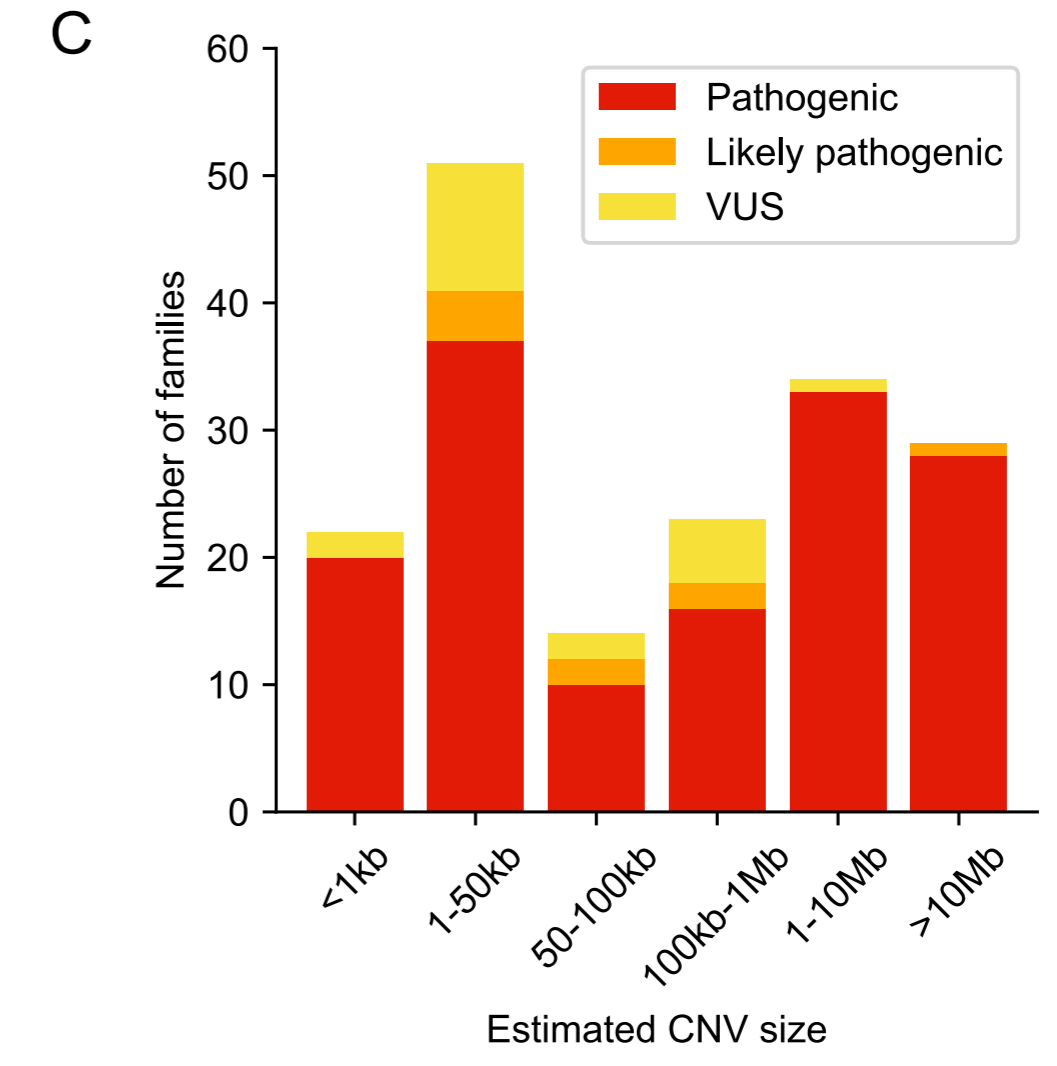 C
60
50
40
30
20
10
0
Number of families
Pathogenic
Likely pathogenic
VUS
<1kb
1-50kb
50-100kb
100kb-1Mb
1-10Mb
>10Mb
Estimated CNV size